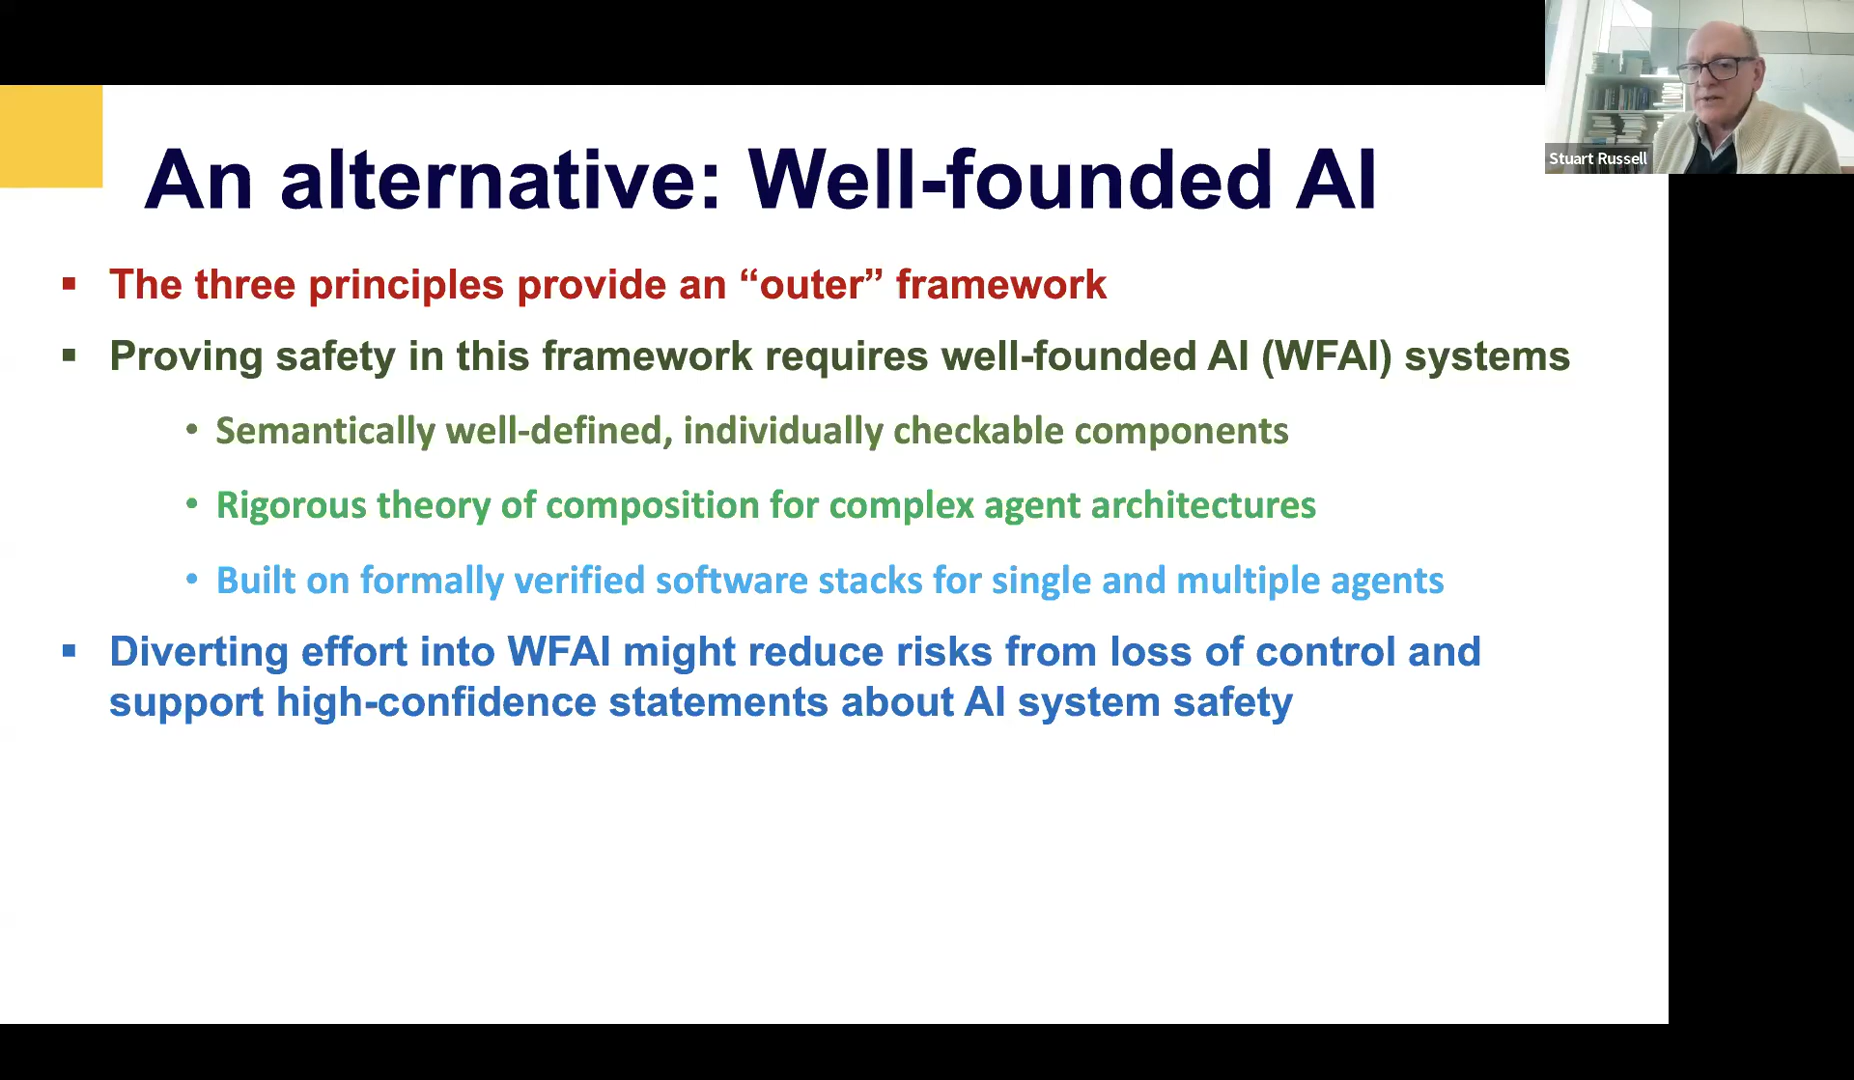 An alternative: Well-founded AI
Stuart Russell
▪ The three principles provide an “outer” framework
▪ Proving safety in this framework requires well-founded AI (WFAI) systems
• Semantically well-defined, individually checkable components
• Rigorous theory of composition for complex agent architectures
• Built on formally verified software stacks for single and multiple agents
▪ Diverting effort into WFAI might reduce risks from loss of control and
support high-confidence statements about AI system safety